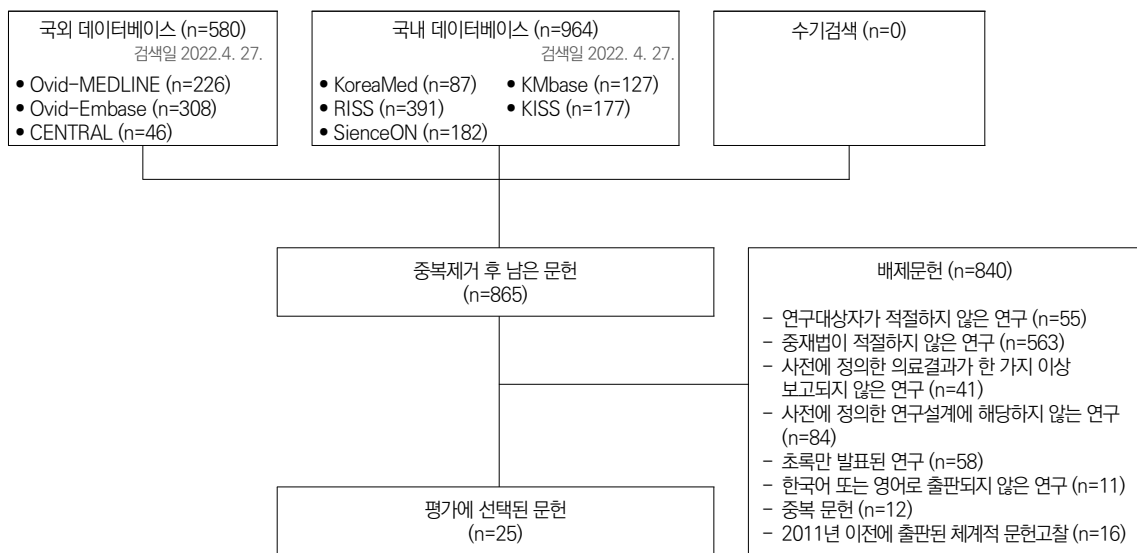 국외 데이터베이스 (n=580)
검색일 2022.4. 27.
• Ovid-MEDLINE (n=226)
• Ovid-Embase (n=308)
• CENTRAL (n=46)
국내 데이터베이스 (n=964)
검색일 2022. 4. 27.
• KoreaMed (n=87) • KMbase (n=127)
• RISS (n=391) • KISS (n=177)
• SienceON (n=182)
수기검색 (n=0)
중복제거 후 남은 문헌
(n=865)
배제문헌 (n=840)
- 연구대상자가 적절하지 않은 연구 (n=55)
- 중재법이 적절하지 않은 연구 (n=563)
- 사전에 정의한 의료결과가 한 가지 이상
보고되지 않은 연구 (n=41)
- 사전에 정의한 연구설계에 해당하지 않는 연구
(n=84)
- 초록만 발표된 연구 (n=58)
- 한국어 또는 영어로 출판되지 않은 연구 (n=11)
- 중복 문헌 (n=12)
- 2011년 이전에 출판된 체계적 문헌고찰 (n=16)
평가에 선택된 문헌
(n=25)